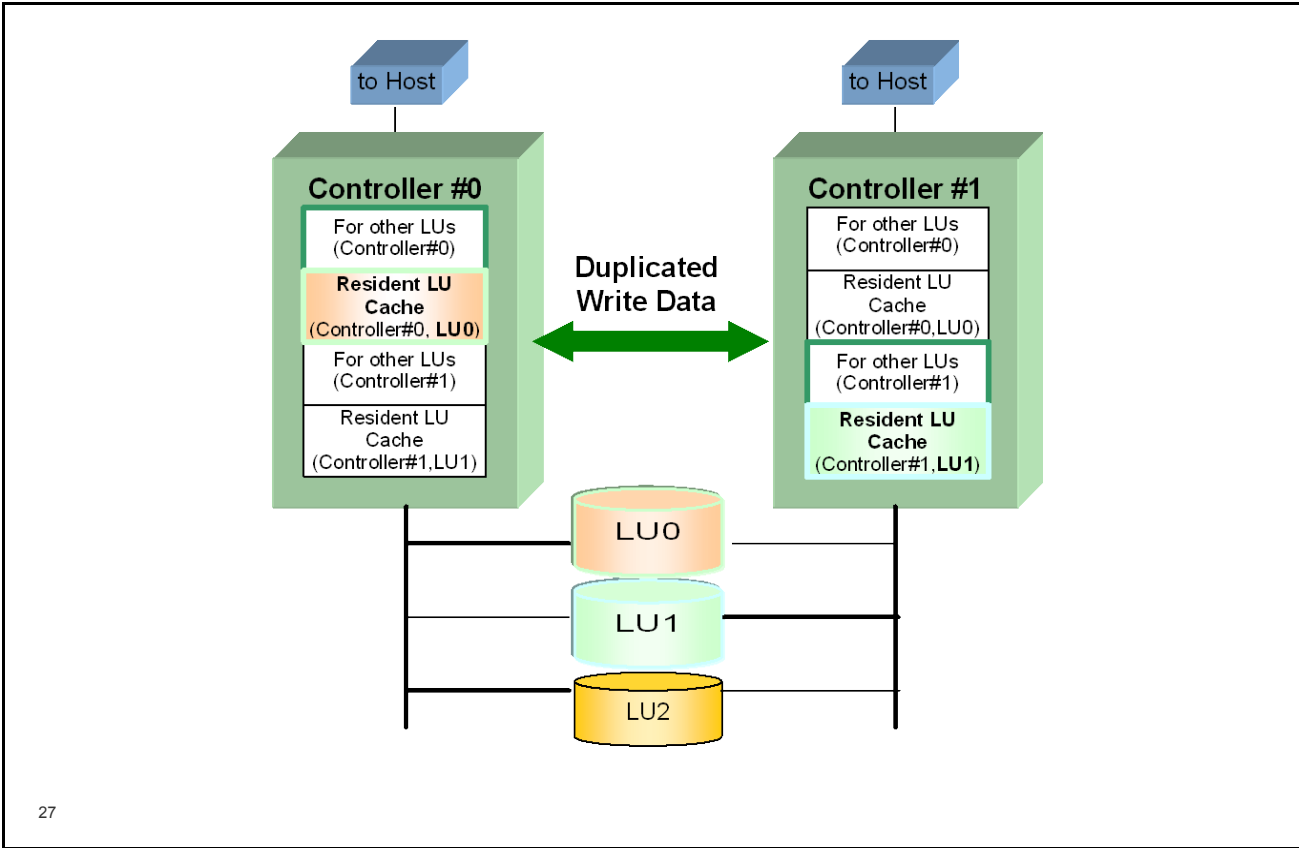 to Host
to Host
Controller #0
For other LUs
(Controller#0)
Resident LU
Cache
(Controller#0, LU0)
For other LUs
(Controller#1)
Resident LU
Cache
(Controller#1,LU1)
Duplicated
Write Data
Controller #1
For other LUs
(Controller#0)
Resident LU
Cache
(Controller#0,LU0)
For other LUs
(Controller#1)
Resident LU
Cache
(Controller#1,LU1)
LU0
LU1
LU2
27